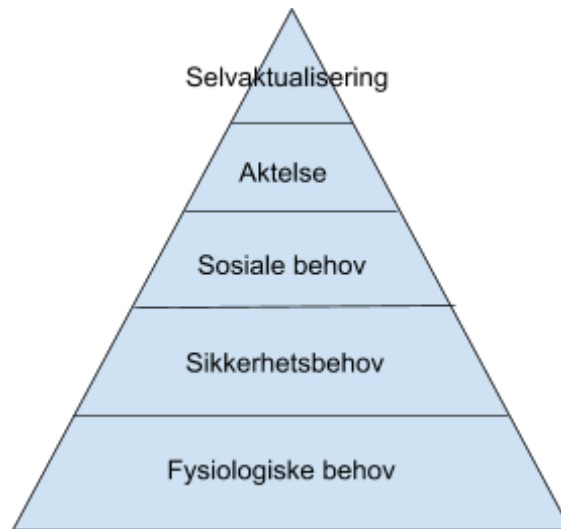 Selvaktualisering
Aktelse
Sosiale behov
Sikkerhetsbehov
Fysiologiske behov